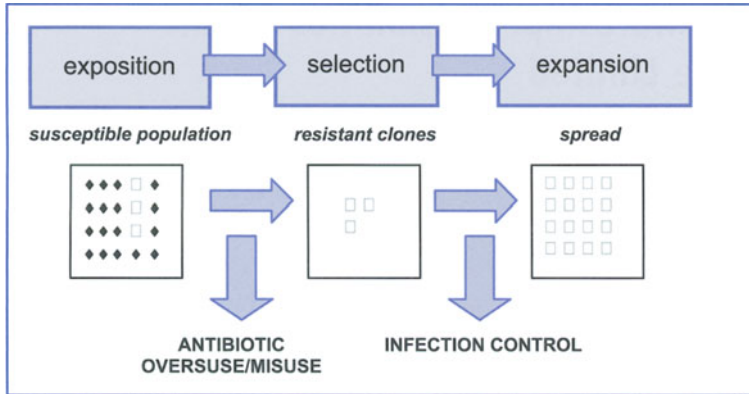 exposition
selection
expansion
susceptible population
resistant clones
spread
ANTIBIOTIC
OVERSUSE/MISUSE
INFECTION CONTROL